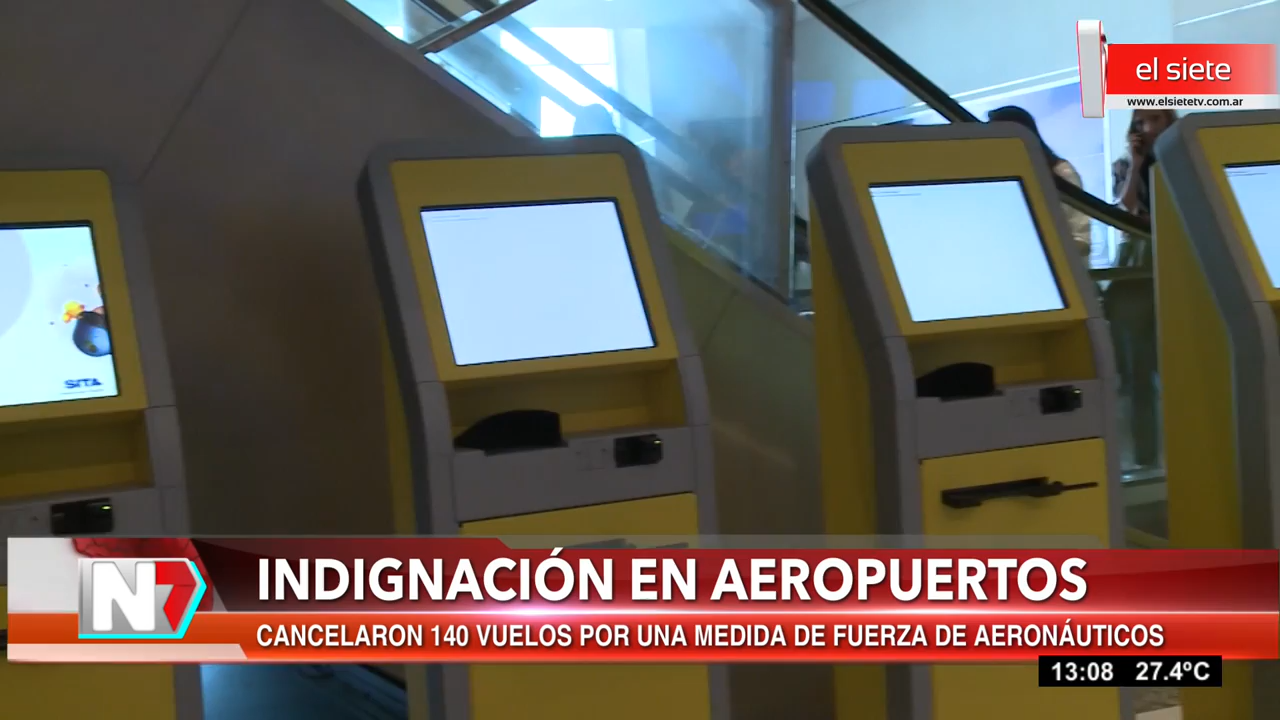 el siete
www.elsietetv.com.ar
SITA
N7
INDIGNACIÓN EN AEROPUERTOS
CANCELARON 140 VUELOS POR UNA MEDIDA DE FUERZA DE AERONÁUTICOS
13:08 27.4ºC